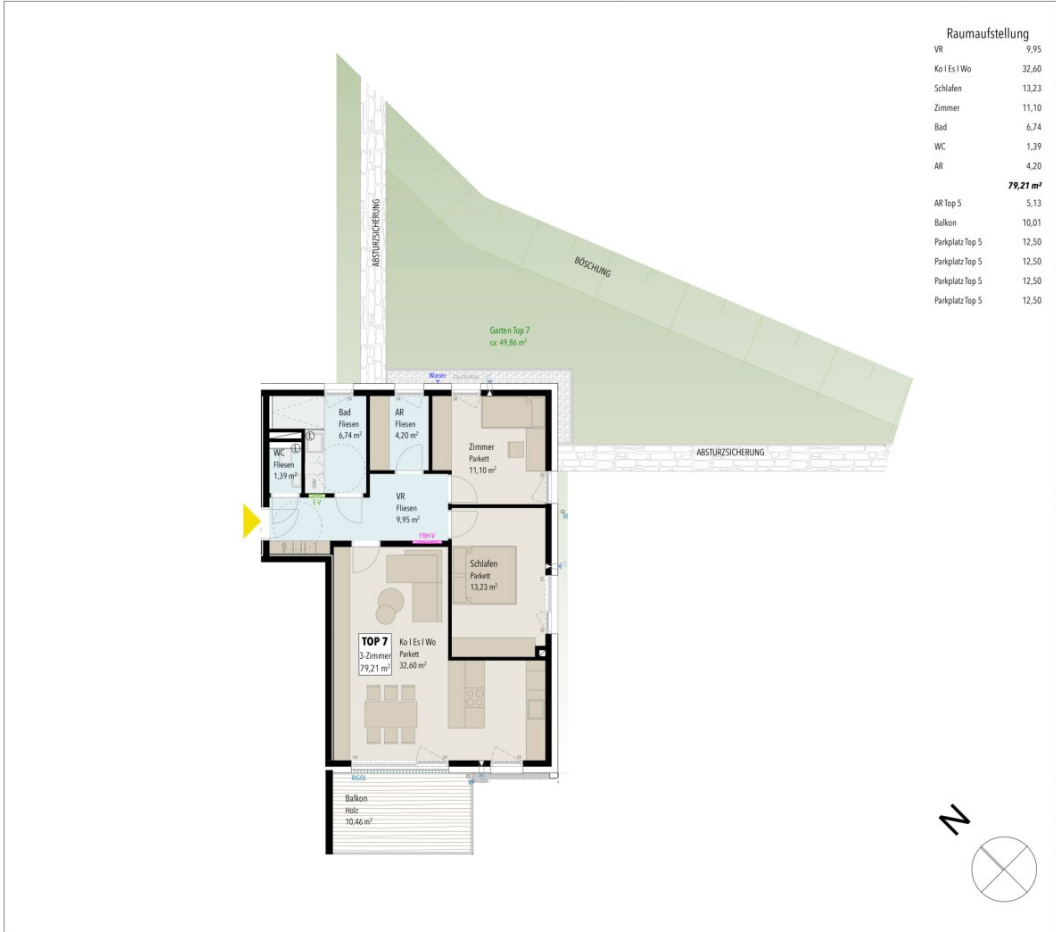 Raumaufstellung
VR 9,95
Ko I Es I Wo 32,60
Schlafen 13,23
Zimmer 11,10
Bad 6,74
WC 1,39
AR 4,20
79,21 m²
AR Top 5 5,13
Balkon 10,01
Parkplatz Top 5 12,50
Parkplatz Top 5 12,50
Parkplatz Top 5 12,50
Parkplatz Top 5 12,50
ABSTURZSICHERUNG
BÖSCHUNG
Garten Top 7
ca: 49,86 m²
Wasser
ABSTURZSICHERUNG
Bad
Fliesen
6,74 m²
AR
Fliesen
4,20 m²
Zimmer
Parkett
11,10 m²
WC
Fliesen
1,39 m²
WM
E-V
VR
Fliesen
9,95 m²
FBH-V
Schlafen
Parkett
13,23 m²
TOP 7
3-Zimmer
79,21 m²
Ko I Es I Wo
Parkett
32,60 m²
RIGOL
Balkon
Holz
10,46 m²
N